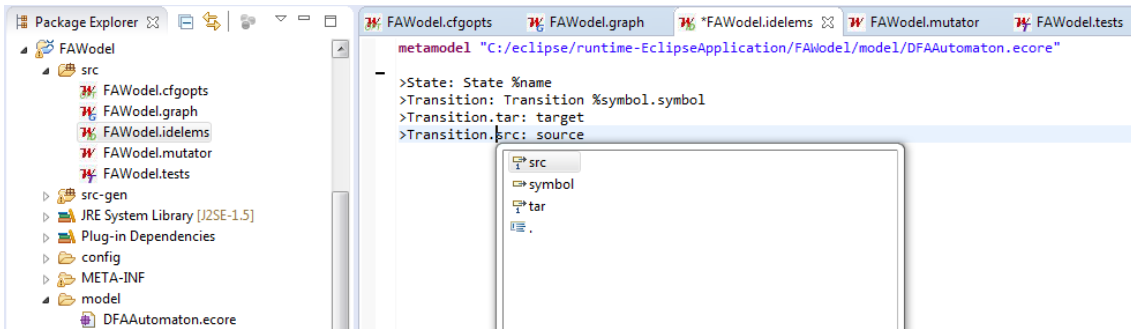 Package Explorer
FAWodel
src
FAWodel.cfgopts
FAWodel.graph
FAWodel.idelems
FAWodel.mutator
FAWodel.tests
src-gen
JRE System Library [J2SE-1.5]
Plug-in Dependencies
config
META-INF
model
DFAAutomaton.ecore
FAWodel.cfgopts FAWodel.graph *FAWodel.idelems FAWodel.mutator FAWodel.tests
metamodel "C:/eclipse/runtime-EclipseApplication/FAWodel/model/DFAAutomaton.ecore"
>State: State %name
>Transition: Transition %symbol.symbol
>Transition.tar: target
>Transition.src: source
src
symbol
tar
.